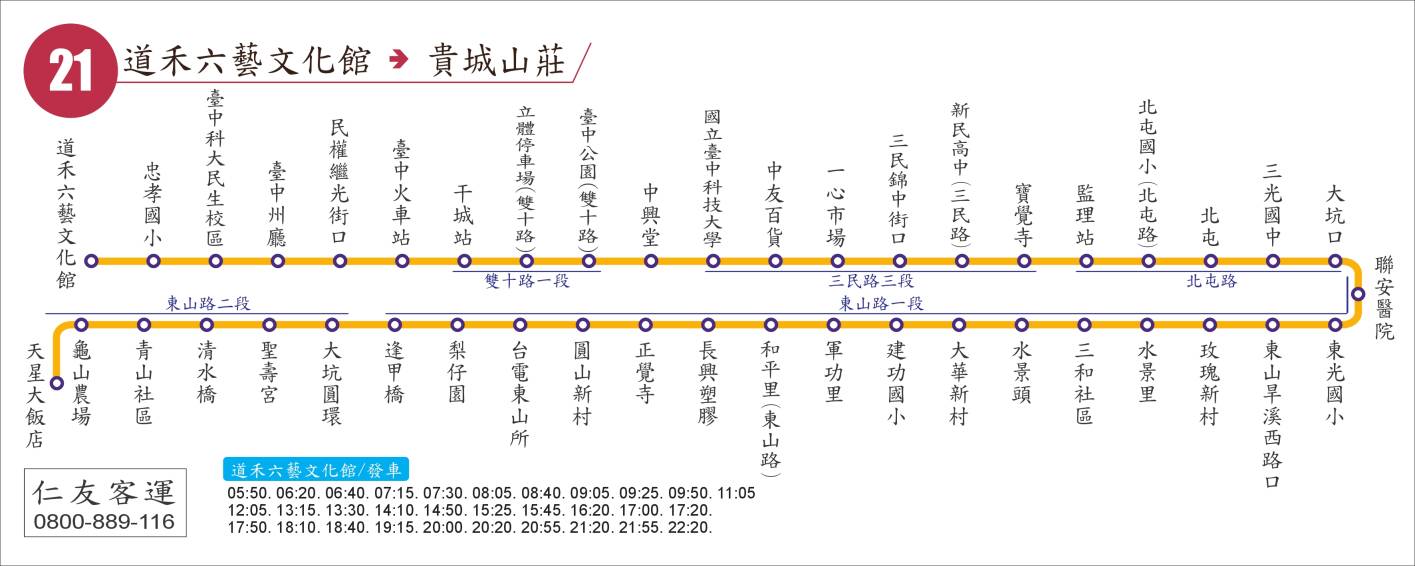 21
道禾六藝文化館 ➔ 貴城山莊
道禾六藝文化館
忠孝國小
臺中科大民生校區
臺中州廳
民權繼光街口
臺中火車站
干城站
立體停車場(雙十路)
臺中公園(雙十路)
中興堂
國立臺中科技大學
中友百貨
一心市場
三民錦中街口
新民高中(三民路)
寶覺寺
監理站
北屯國小(北屯路)
北屯
三光國中
大坑口
聯安醫院
雙十路一段
三民路三段
北屯路
東山路二段
東山路一段
天星大飯店
龜山農場
青山社區
清水橋
聖壽宮
大坑圓環
逢甲橋
梨仔園
台電東山所
圓山新村
正覺寺
長興塑膠
和平里(東山路)
軍功里
建功國小
大華新村
水景頭
三和社區
水景里
玫瑰新村
東山旱溪西路口
東光國小
仁友客運
0800-889-116
道禾六藝文化館/發車
05:50. 06:20. 06:40. 07:15. 07:30. 08:05. 08:40. 09:05. 09:25. 09:50. 11:05
12:05. 13:15. 13:30. 14:10. 14:50. 15:25. 15:45. 16:20. 17:00. 17:20.
17:50. 18:10. 18:40. 19:15. 20:00. 20:20. 20:55. 21:20. 21:55. 22:20.